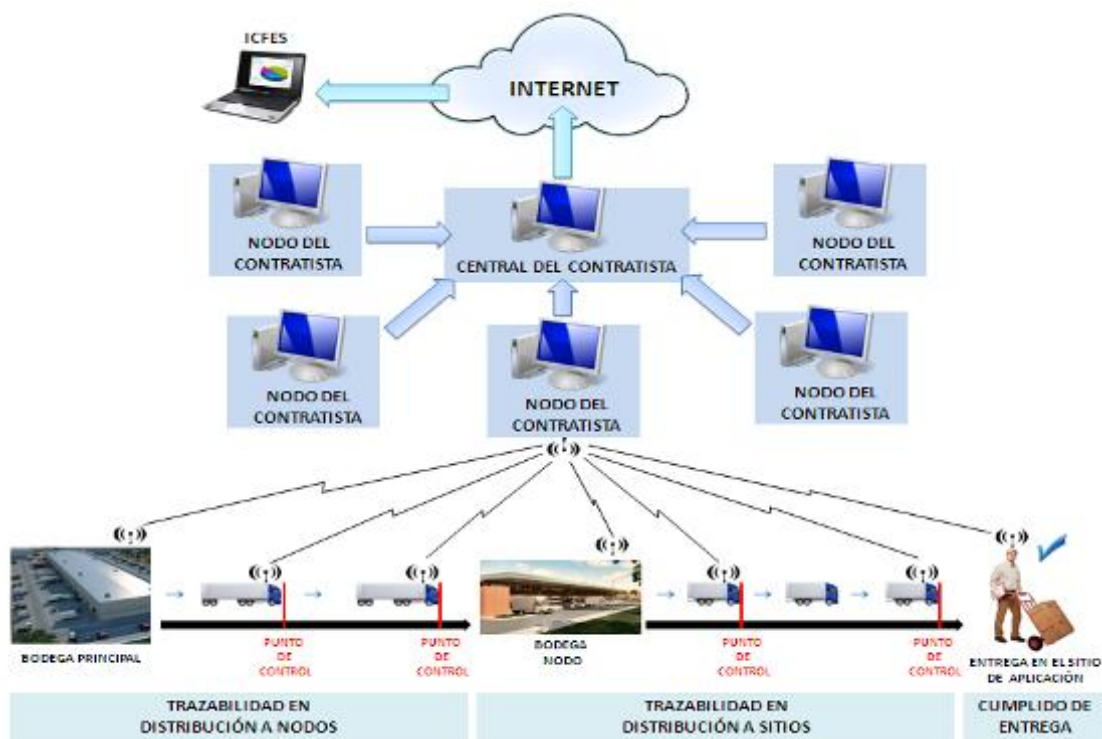 ICFES
INTERNET
NODO DEL
CONTRATISTA
CENTRAL DEL CONTRATISTA
NODO DEL
CONTRATISTA
NODO DEL
CONTRATISTA
NODO DEL
CONTRATISTA
NODO DEL
CONTRATISTA
BODEGA PRINCIPAL
PUNTO
DE
CONTROL
PUNTO
DE
CONTROL
BODEGA
NODO
PUNTO
DE
CONTROL
PUNTO
DE
CONTROL
ENTREGA EN EL SITIO
DE APLICACIÓN
TRAZABILIDAD EN
DISTRIBUCIÓN A NODOS
TRAZABILIDAD EN
DISTRIBUCIÓN A SITIOS
CUMPLIDO DE
ENTREGA